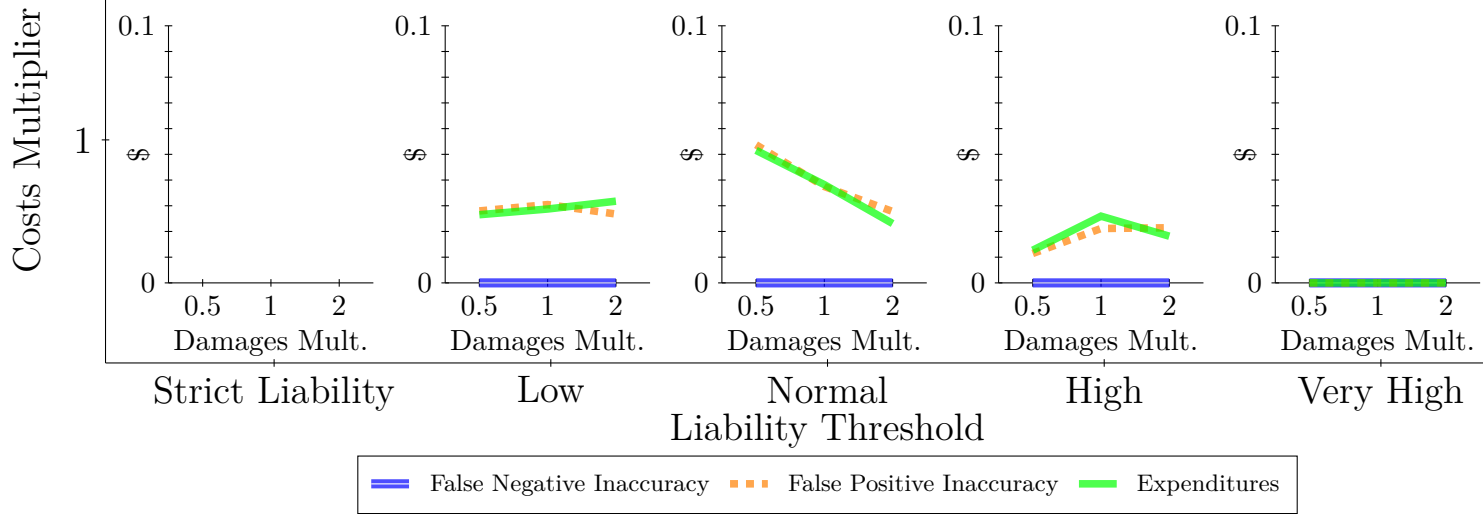 Costs Multiplier
1
0.1 0.1 0.1 0.1 0.1
$ $ $ $ $
0 0 0 0 0
0.5 1 2 0.5 1 2 0.5 1 2 0.5 1 2 0.5 1 2
Damages Mult. Damages Mult. Damages Mult. Damages Mult. Damages Mult.
Strict Liability Low Normal High Very High
Liability Threshold
False Negative Inaccuracy False Positive Inaccuracy Expenditures